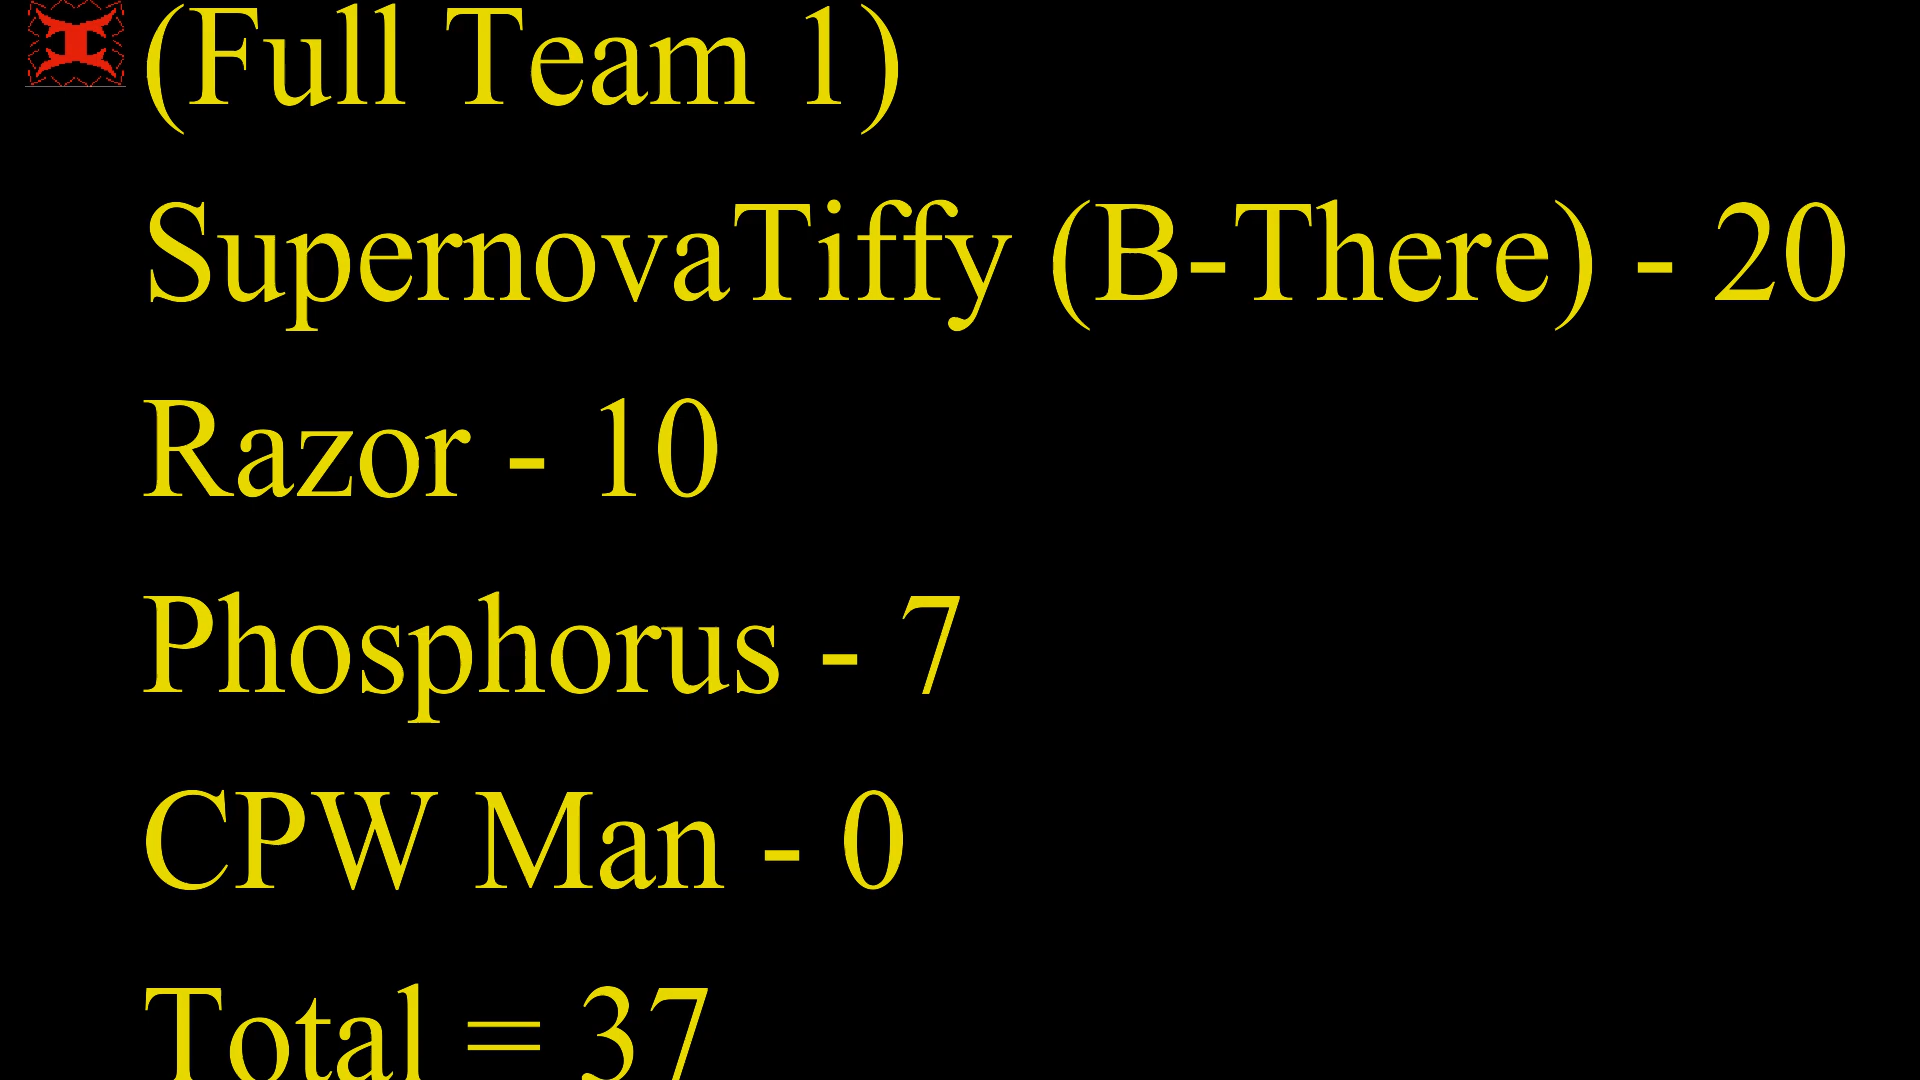 (Full Team 1)
SupernovaTiffy (B-There) - 20
Razor - 10
Phosphorus - 7
CPW Man - 0
Total = 37